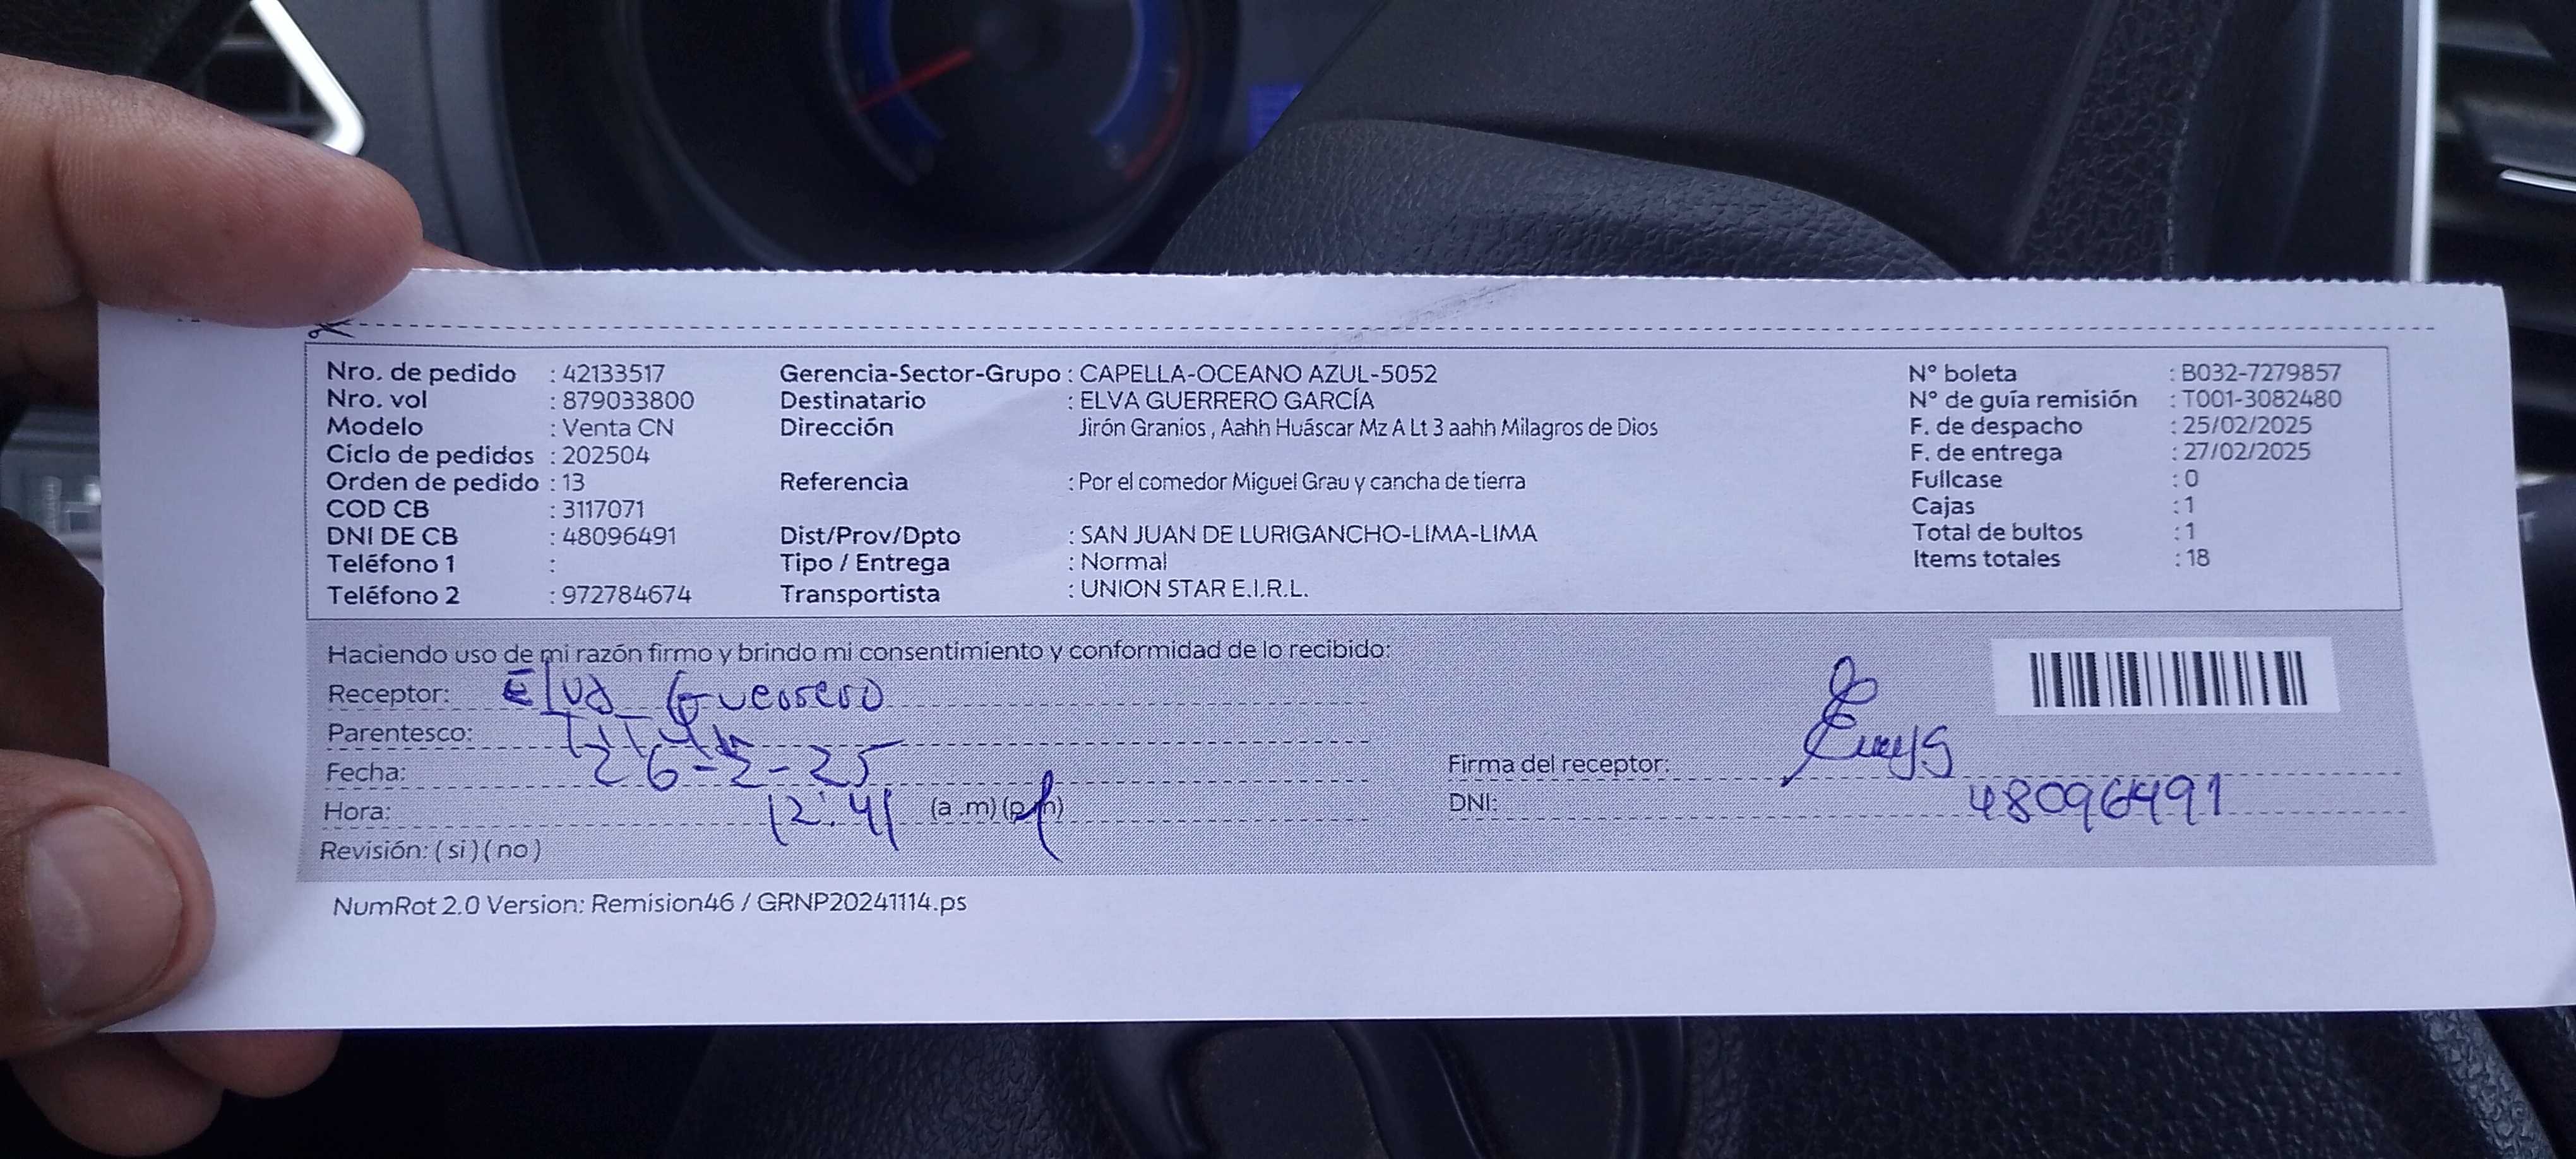 Nro. de pedido : 42133517 Gerencia-Sector-Grupo : CAPELLA-OCEANO AZUL-5052 N° boleta : B032-7279857
Nro. vol : 879033800 Destinatario : ELVA GUERRERO GARCÍA N° de guía remisión : T001-3082480
Modelo : Venta CN Dirección Jirón Granios , Aahh Huáscar Mz A Lt 3 aahh Milagros de Dios F. de despacho : 25/02/2025
Ciclo de pedidos : 202504 F. de entrega : 27/02/2025
Orden de pedido : 13 Referencia : Por el comedor Miguel Grau y cancha de tierra Fullcase : 0
COD CB : 3117071 Cajas : 1
DNI DE CB : 48096491 Dist/Prov/Dpto : SAN JUAN DE LURIGANCHO-LIMA-LIMA Total de bultos : 1
Teléfono 1 : Tipo / Entrega : Normal Items totales : 18
Teléfono 2 : 972784674 Transportista : UNION STAR E.I.R.L.
Haciendo uso de mi razón firmo y brindo mi consentimiento y conformidad de lo recibido:
Receptor: Elva Guerrero
Parentesco:
Fecha: 26-2-25 Firma del receptor:
Hora: 12:41 (a .m) (p.m) DNI: 48096491
Revisión: ( si ) ( no )
NumRot 2.0 Version: Remision46 / GRNP20241114.ps